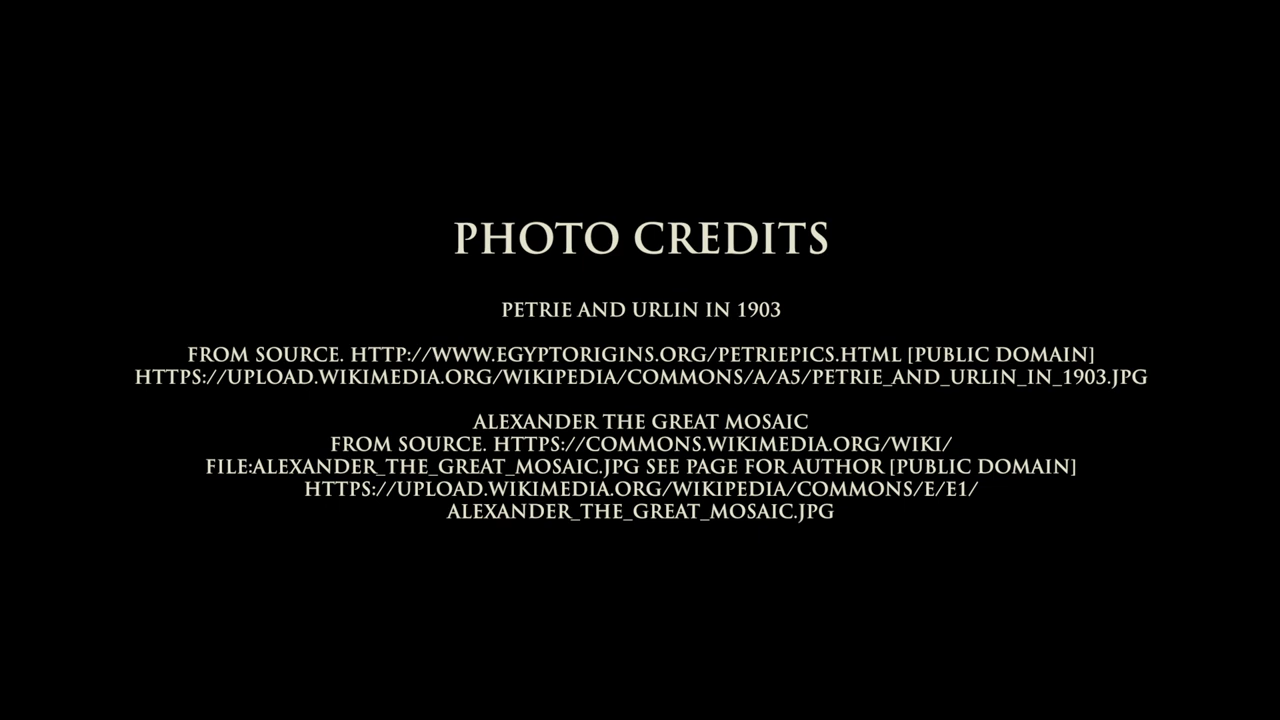 PHOTO CREDITS
PETRIE AND URLIN IN 1903
FROM SOURCE. HTTP://WWW.EGYPTORIGINS.ORG/PETRIEPICS.HTML [PUBLIC DOMAIN]
HTTPS://UPLOAD.WIKIMEDIA.ORG/WIKIPEDIA/COMMONS/A/A5/PETRIE_AND_URLIN_IN_1903.JPG
ALEXANDER THE GREAT MOSAIC
FROM SOURCE. HTTPS://COMMONS.WIKIMEDIA.ORG/WIKI/
FILE:ALEXANDER_THE_GREAT_MOSAIC.JPG SEE PAGE FOR AUTHOR [PUBLIC DOMAIN]
HTTPS://UPLOAD.WIKIMEDIA.ORG/WIKIPEDIA/COMMONS/E/E1/
ALEXANDER_THE_GREAT_MOSAIC.JPG